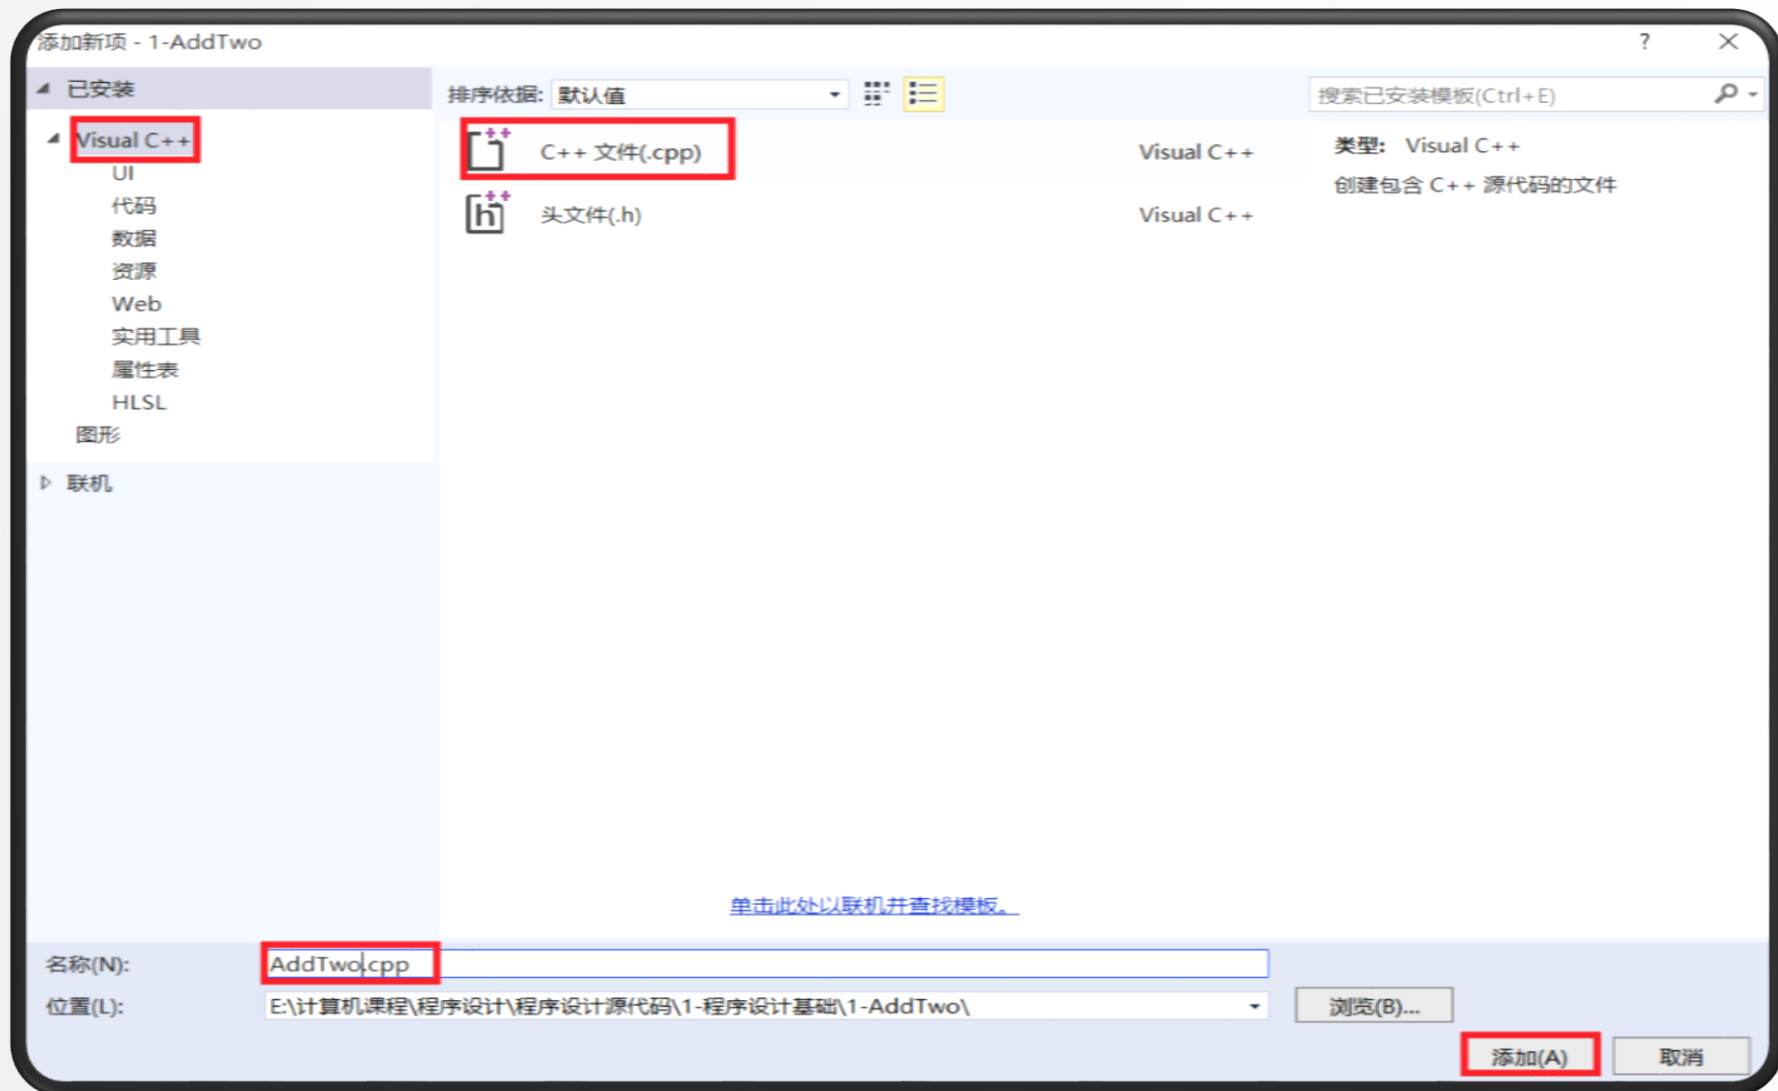 添加新项 - 1-AddTwo
?
已安装
排序依据: 默认值
搜索已安装模板(Ctrl+E)
Visual C++
UI
代码
数据
资源
Web
实用工具
属性表
HLSL
图形
联机
C++ 文件(.cpp) Visual C++
头文件(.h) Visual C++
类型: Visual C++
创建包含 C++ 源代码的文件
单击此处以联机并查找模板。
名称(N): AddTwo.cpp
位置(L): E:\计算机课程\程序设计\程序设计源代码\1-程序设计基础\1-AddTwo\ 浏览(B)...
添加(A) 取消